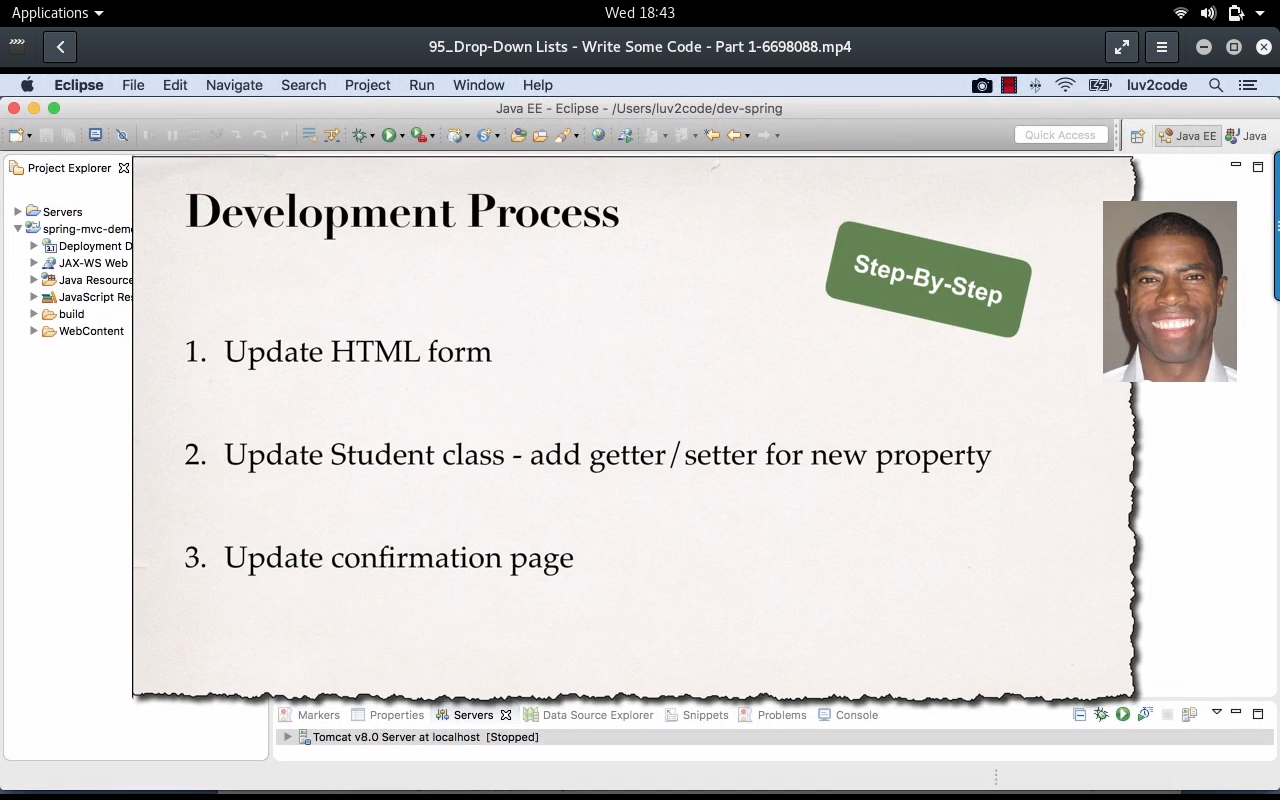 Applications
Wed 18:43
95_Drop-Down Lists - Write Some Code - Part 1-6698088.mp4
Eclipse File Edit Navigate Search Project Run Window Help
luv2code
Java EE - Eclipse - /Users/luv2code/dev-spring
Quick Access
Java EE
Java
Project Explorer
Servers
spring-mvc-dem
Deployment D
JAX-WS Web
Java Resource
JavaScript Res
build
WebContent
Development Process
Step-By-Step
1. Update HTML form
2. Update Student class - add getter/setter for new property
3. Update confirmation page
Markers Properties Servers Data Source Explorer Snippets Problems Console
Tomcat v8.0 Server at localhost [Stopped]